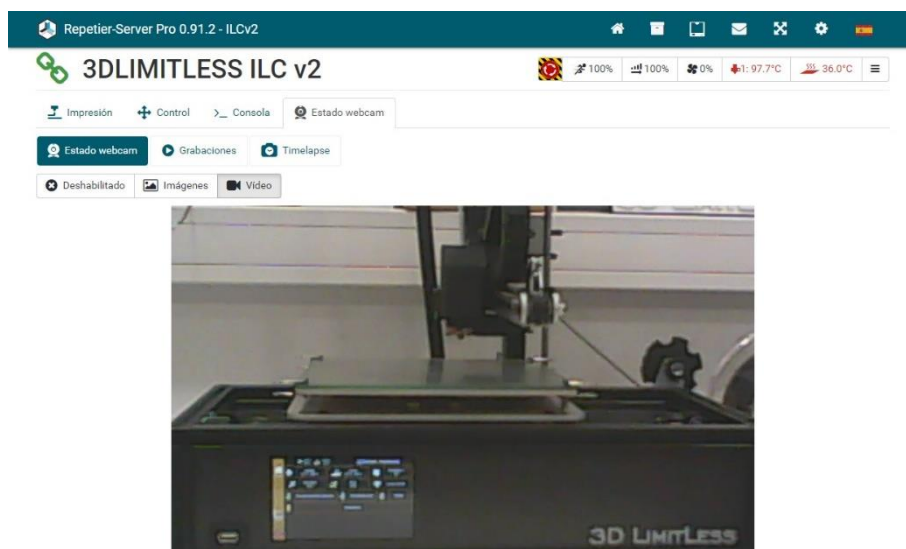 Repetier-Server Pro 0.91.2 - ILCv2
3DLIMITLESS ILC v2
100%
100%
0%
1: 97.7°C
36.0°C
Impresión
Control
>_ Consola
Estado webcam
Estado webcam
Grabaciones
Timelapse
Deshabilitado
Imágenes
Vídeo
3D LIMITLESS